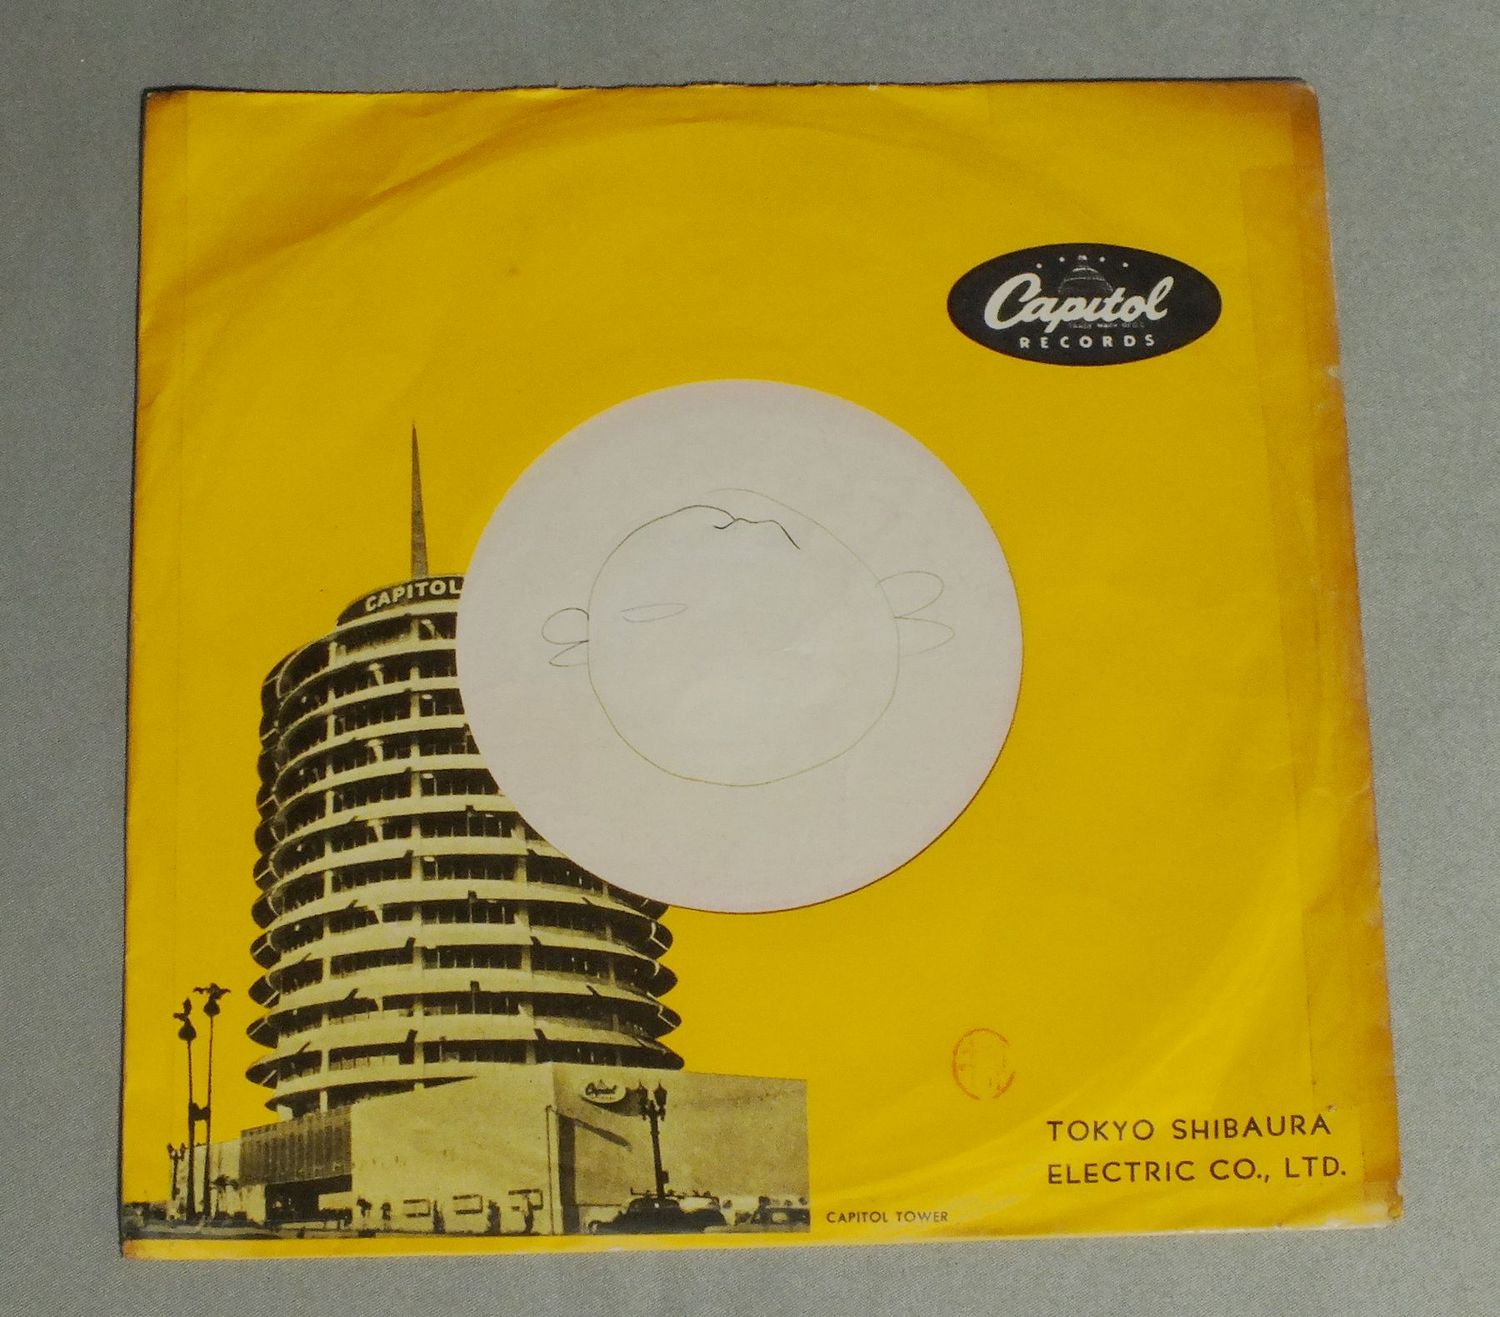 Capitol
RECORDS
CAPITOL
Capitol
TOKYO SHIBAURA
ELECTRIC CO., LTD.
CAPITOL TOWER